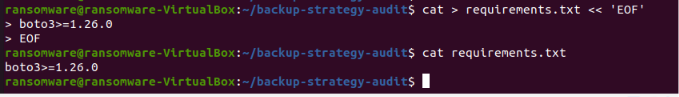 ransomware@ransomware-VirtualBox:~/backup-strategy-audit$ cat > requirements.txt << 'EOF'
> boto3>=1.26.0
> EOF
ransomware@ransomware-VirtualBox:~/backup-strategy-audit$ cat requirements.txt
boto3>=1.26.0
ransomware@ransomware-VirtualBox:~/backup-strategy-audit$